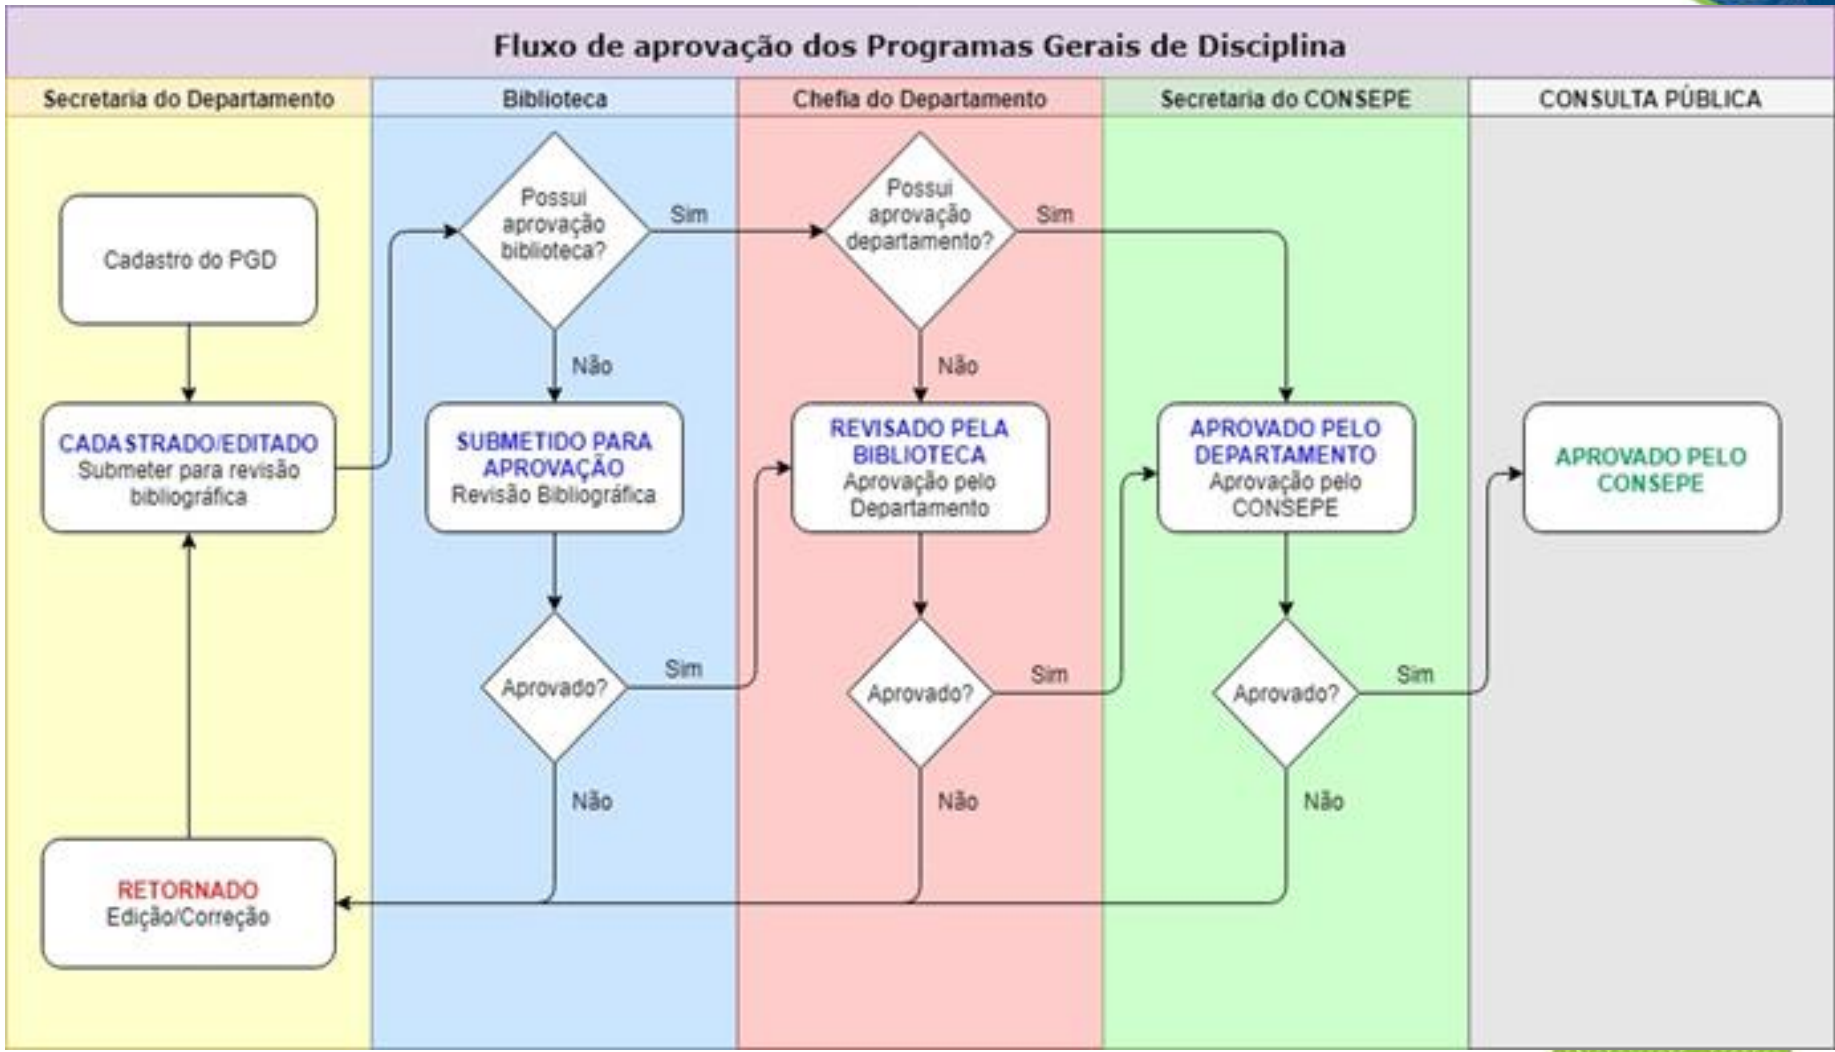 Fluxo de aprovação dos Programas Gerais de Disciplina
Secretaria do Departamento
Biblioteca
Chefia do Departamento
Secretaria do CONSEPE
CONSULTA PÚBLICA
Cadastro do PGD
CADASTRADO/EDITADO
Submeter para revisão
bibliográfica
RETORNADO
Edição/Correção
Possui
aprovação
biblioteca?
Sim
Não
SUBMETIDO PARA
APROVAÇÃO
Revisão Bibliográfica
Aprovado?
Sim
Não
Possui
aprovação
departamento?
Sim
Não
REVISADO PELA
BIBLIOTECA
Aprovação pelo
Departamento
Aprovado?
Sim
Não
APROVADO PELO
DEPARTAMENTO
Aprovação pelo
CONSEPE
Aprovado?
Sim
Não
APROVADO PELO
CONSEPE